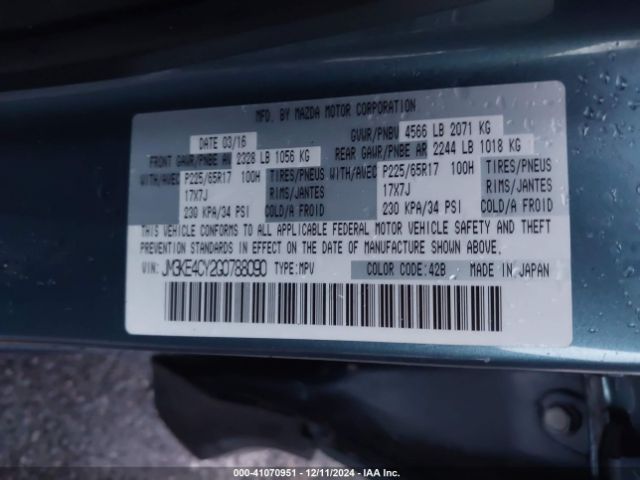 MFD. BY MAZDA MOTOR CORPORATION
DATE 03/16 GVWR/PNBV 4566 LB 2071 KG
FRONT GAWR/PNBE AV 2328 LB 1056 KG REAR GAWR/PNBE AR 2244 LB 1018 KG
WITH/AVEC P225/65R17 100H TIRES/PNEUS WITH/AVEC P225/65R17 100H TIRES/PNEUS
17X7J RIMS/JANTES 17X7J RIMS/JANTES
230 KPA/34 PSI COLD/A FROID 230 KPA/34 PSI COLD/A FROID
THIS VEHICLE CONFORMS TO ALL APPLICABLE FEDERAL MOTOR VEHICLE SAFETY AND THEFT
PREVENTION STANDARDS IN EFFECT ON THE DATE OF MANUFACTURE SHOWN ABOVE.
VIN: JM3KE4CY2G0788090 TYPE:MPV COLOR CODE:42B MADE IN JAPAN
000-41070951 - 12/11/2024 - IAA Inc.